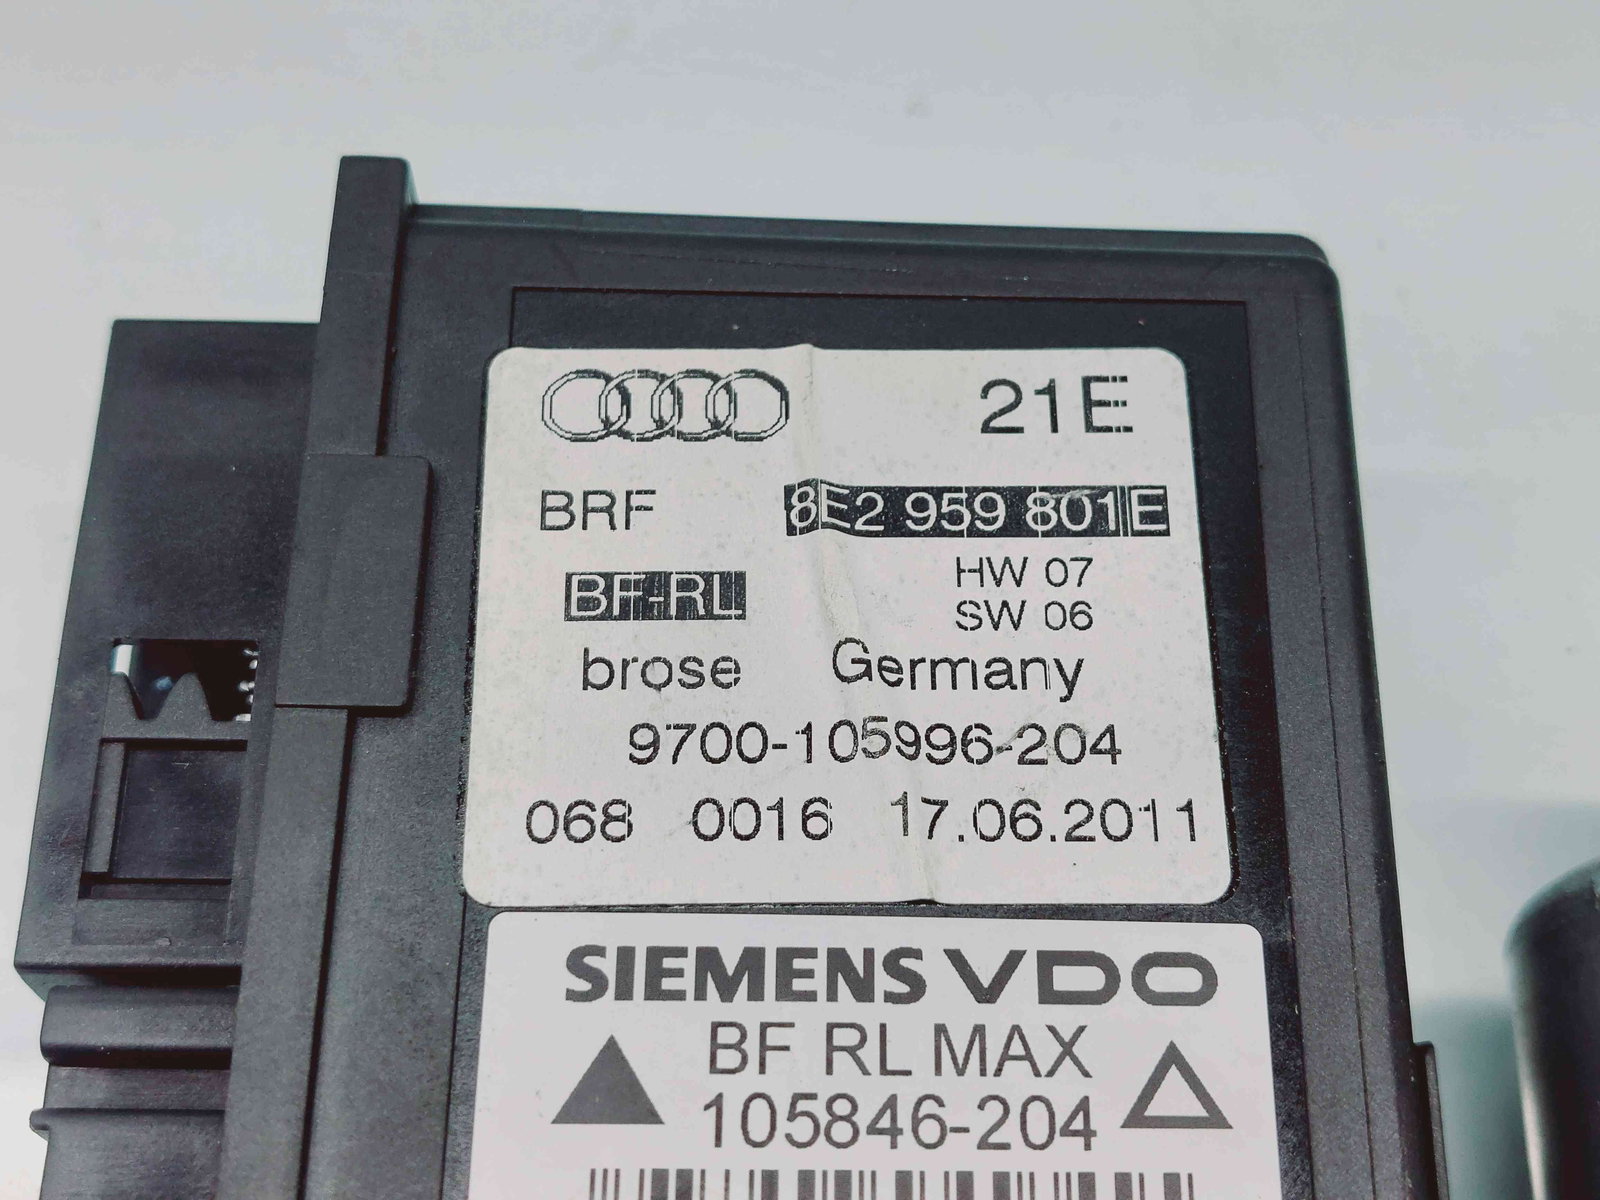 21E
BRF 8E2 959 801 E
HW 07
BF-RL
SW 06
brose Germany
9700-105996-204
068 0016 17.06.2011
SIEMENS VDO
BF RL MAX
105846-204